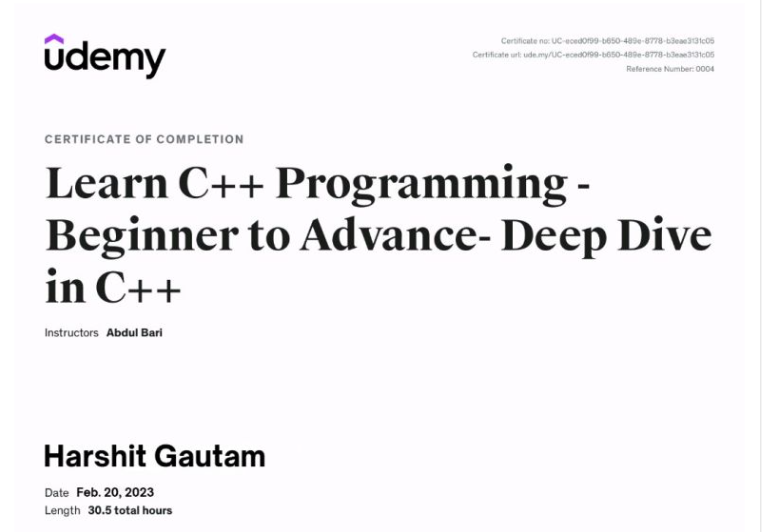 udemy
Certificate no: UC-eced0f99-b650-489e-8778-b3eae3131c05
Certificate url: ude.my/UC-eced0f99-b650-489e-8778-b3eae3131c05
Reference Number: 0004
CERTIFICATE OF COMPLETION
Learn C++ Programming -
Beginner to Advance- Deep Dive
in C++
Instructors Abdul Bari
Harshit Gautam
Date Feb. 20, 2023
Length 30.5 total hours